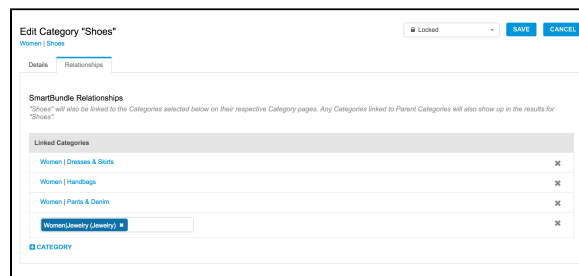 Edit Category "Shoes"
Locked
SAVE
CANCEL
Women | Shoes
Details
Relationships
SmartBundle Relationships
"Shoes" will also be linked to the Categories selected below on their respective Category pages. Any Categories linked to Parent Categories will also show up in the results for
"Shoes".
Linked Categories
Women | Dresses & Skirts
Women | Handbags
Women | Pants & Denim
Women|Jewelry (Jewelry)
CATEGORY